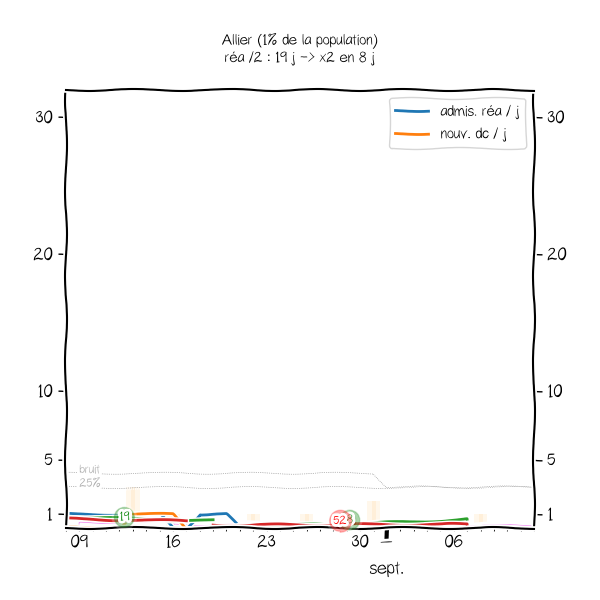 Allier (1% de la population)
réa /2 : 19 j -> x2 en 8 j
admis. réa / j
nouv. dc / j
30 30
20 20
10 10
5 5
bruit
25%
1 19 52 1
09 16 23 30 06
sept.